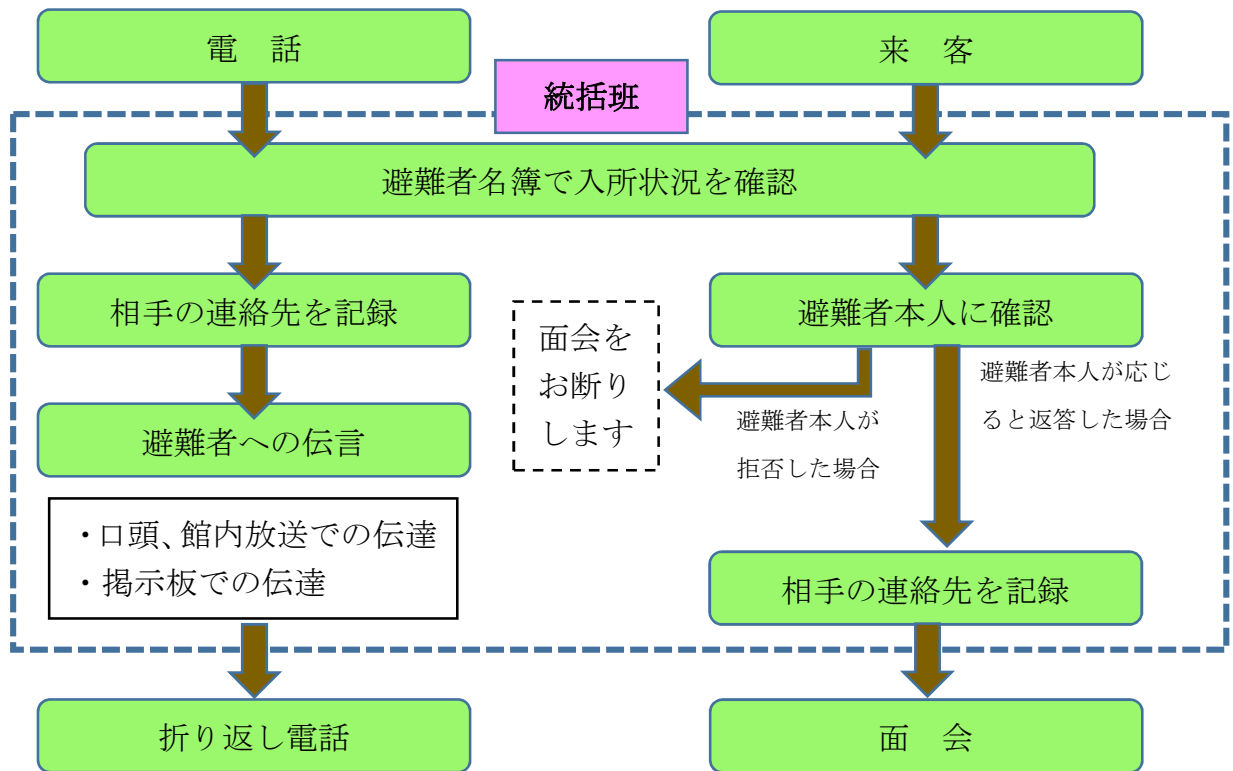 電　話
来　客
統括班
避難者名簿で入所状況を確認
相手の連絡先を記録
避難者本人に確認
面会を
お断り
します
避難者本人が応じ
ると返答した場合
避難者本人が
拒否した場合
避難者への伝言
・口頭、館内放送での伝達
・掲示板での伝達
相手の連絡先を記録
折り返し電話
面　会